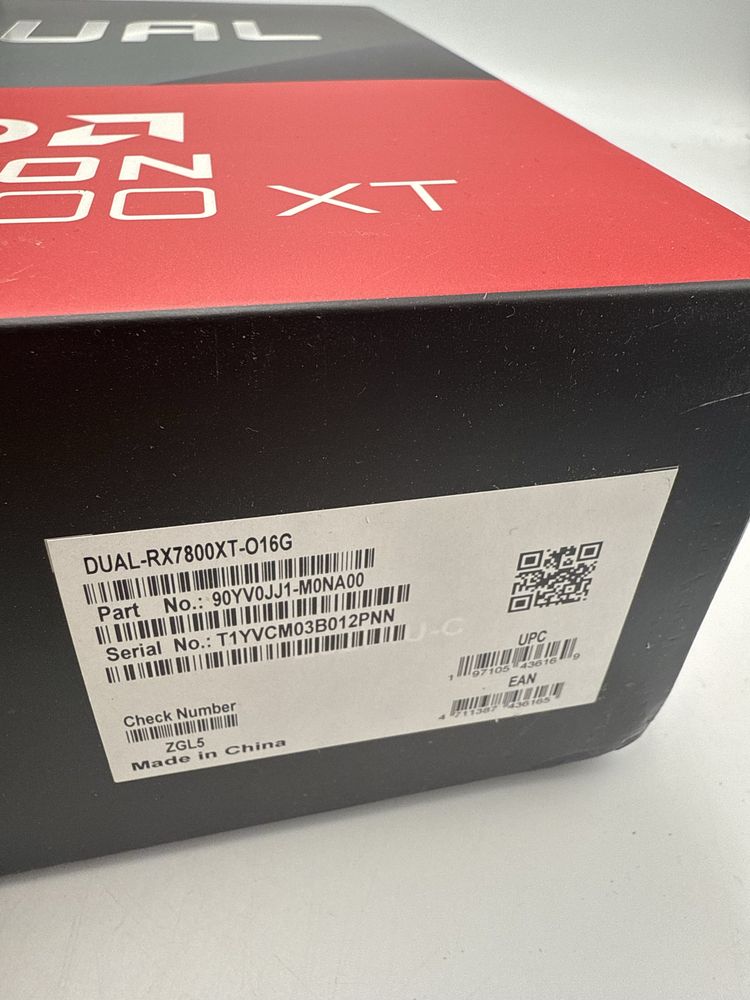 UAL
ON
00 XT
DUAL-RX7800XT-O16G
Part No.: 90YV0JJ1-M0NA00
Serial No.: T1YVCM03B012PNN
U-C
UPC
1 97105 43616 9
EAN
4 711387 436165
Check Number
ZGL5
Made in China